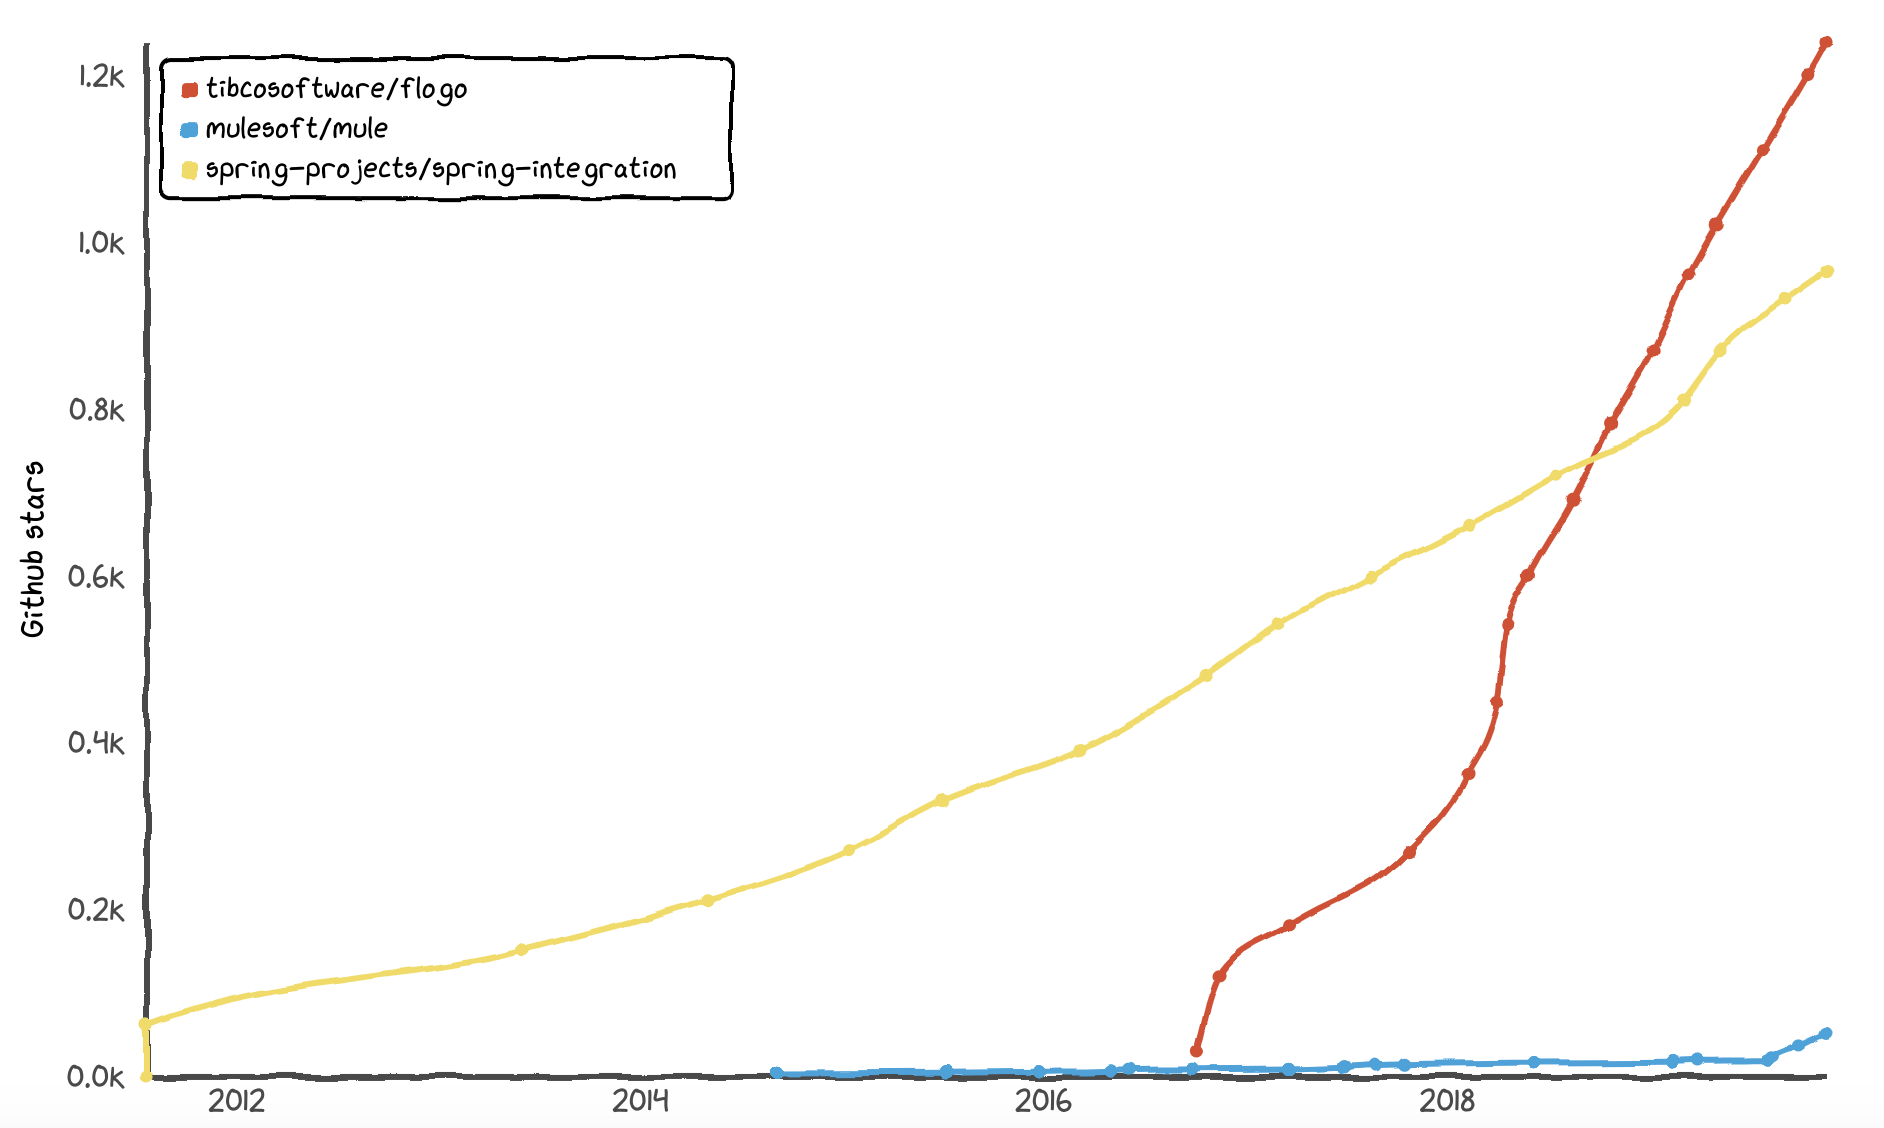 tibcosoftware/flogo
mulesoft/mule
spring-projects/spring-integration
Github stars
1.2k
1.0k
0.8k
0.6k
0.4k
0.2k
0.0k
2012
2014
2016
2018